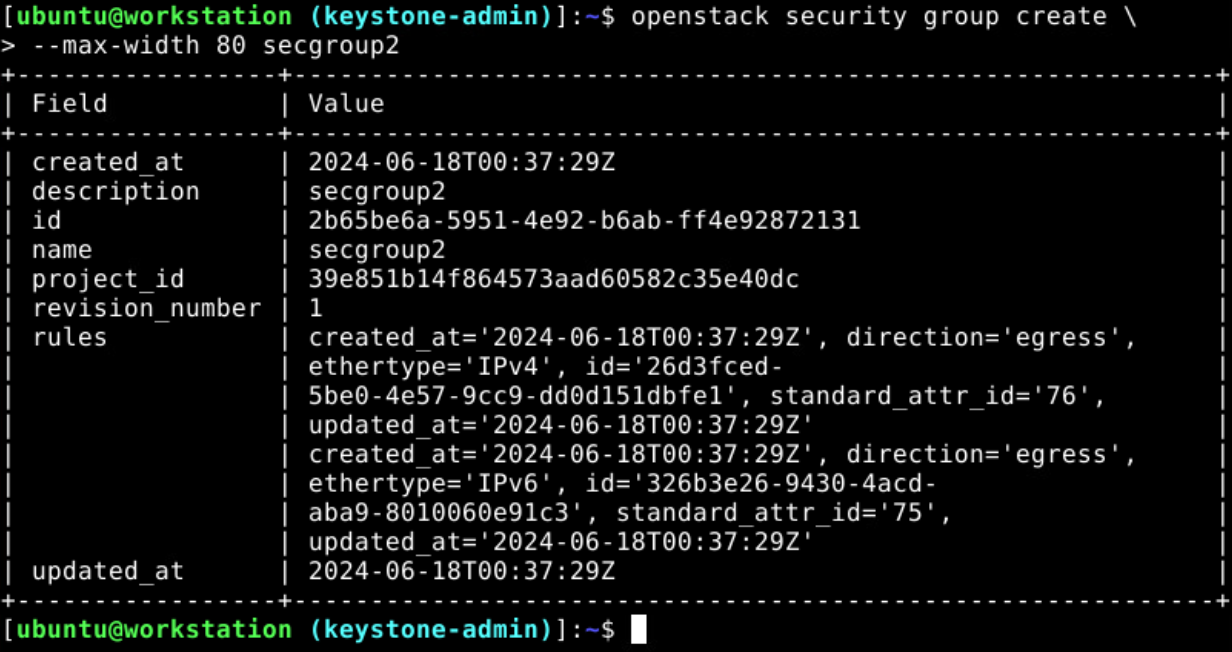 [ubuntu@workstation (keystone-admin)]:~$ openstack security group create \
> --max-width 80 secgroup2
+-----------------+-------------------------------------------------------------+
| Field           | Value                                                       |
+-----------------+-------------------------------------------------------------+
| created_at      | 2024-06-18T00:37:29Z                                        |
| description     | secgroup2                                                   |
| id              | 2b65be6a-5951-4e92-b6ab-ff4e92872131                        |
| name            | secgroup2                                                   |
| project_id      | 39e851b14f864573aad60582c35e40dc                            |
| revision_number | 1                                                           |
| rules           | created_at='2024-06-18T00:37:29Z', direction='egress',      |
|                 | ethertype='IPv4', id='26d3fced-                             |
|                 | 5be0-4e57-9cc9-dd0d151dbfe1', standard_attr_id='76',        |
|                 | updated_at='2024-06-18T00:37:29Z'                           |
|                 | created_at='2024-06-18T00:37:29Z', direction='egress',      |
|                 | ethertype='IPv6', id='326b3e26-9430-4acd-                   |
|                 | aba9-8010060e91c3', standard_attr_id='75',                  |
|                 | updated_at='2024-06-18T00:37:29Z'                           |
| updated_at      | 2024-06-18T00:37:29Z                                        |
+-----------------+-------------------------------------------------------------+
[ubuntu@workstation (keystone-admin)]:~$